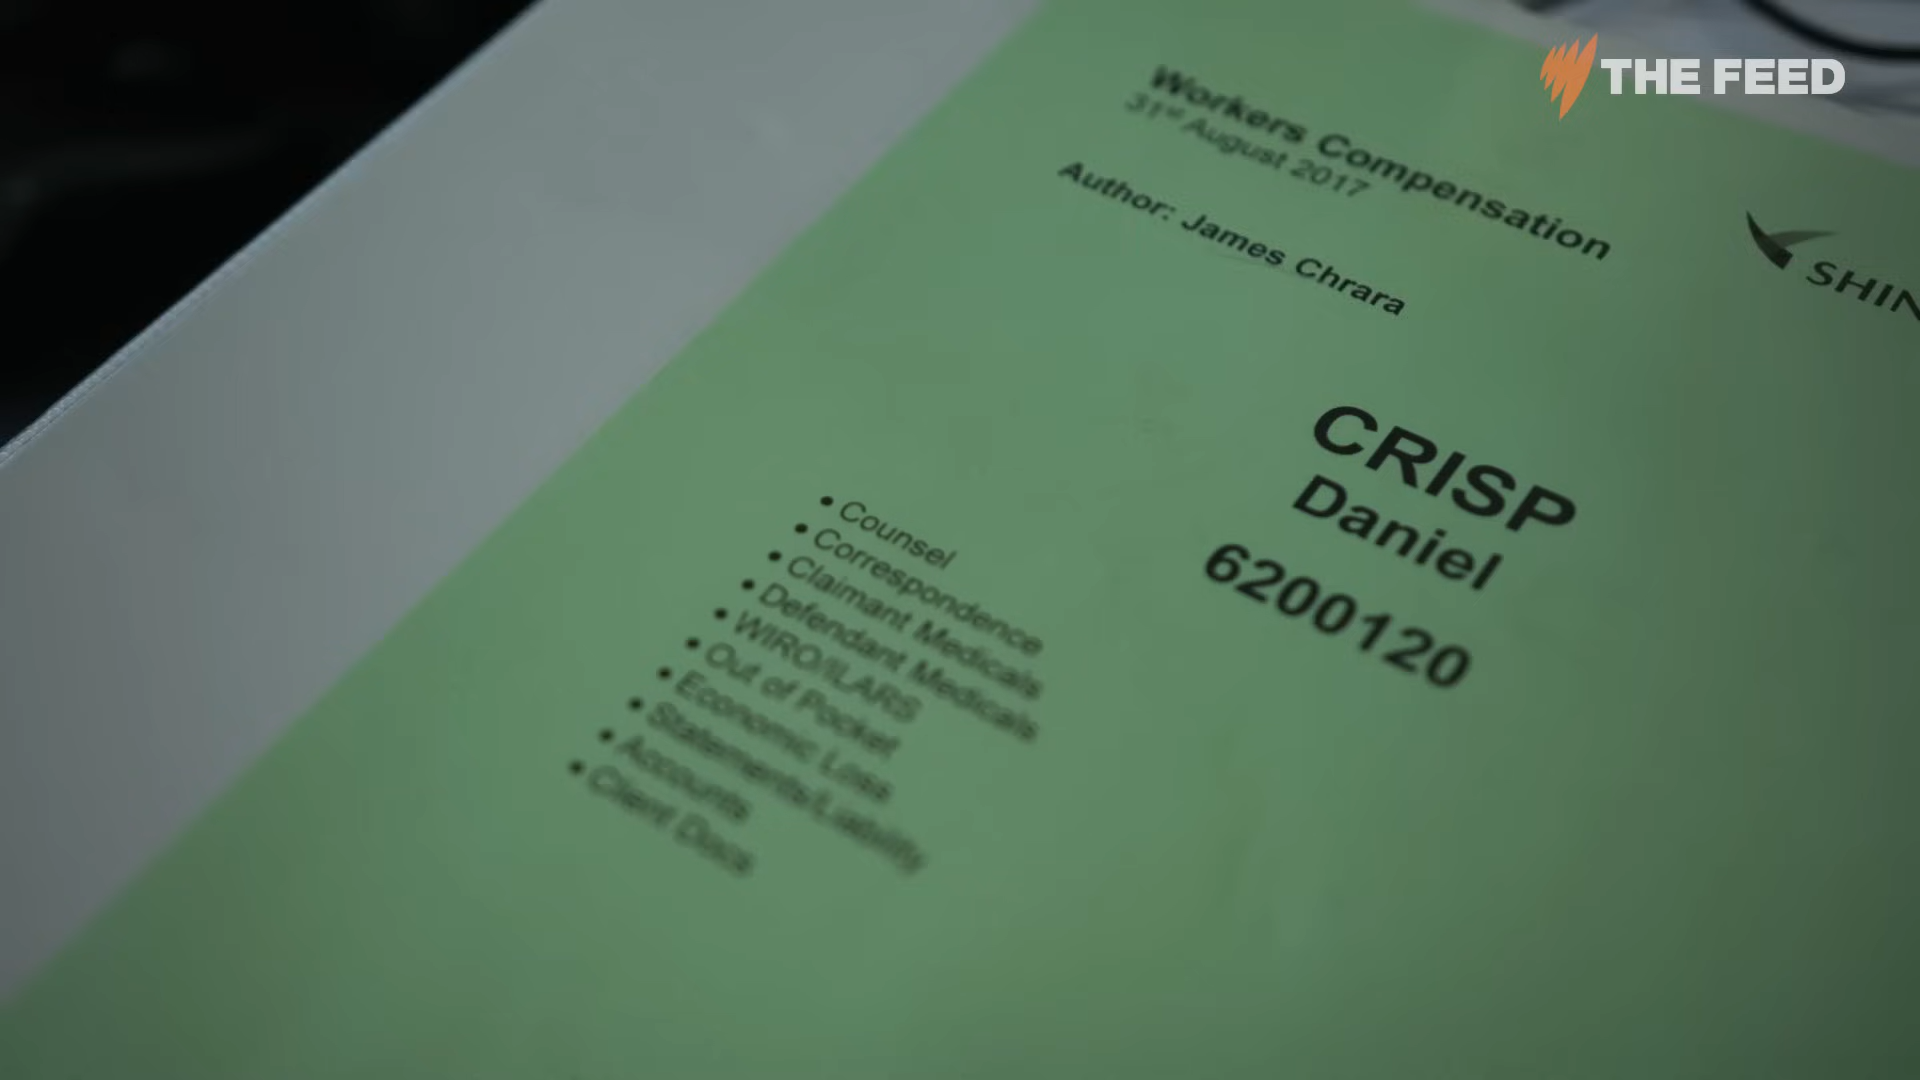 THE FEED
Workers Compensation
31st August 2017
Author: James Chrara
SHIN
CRISP
Daniel
6200120
• Counsel
• Correspondence
• Claimant Medicals
• Defendant Medicals
• WIRO/ILARS
• Out of Pocket
• Economic Loss
• Statements/Liability
• Accounts
• Client Docs